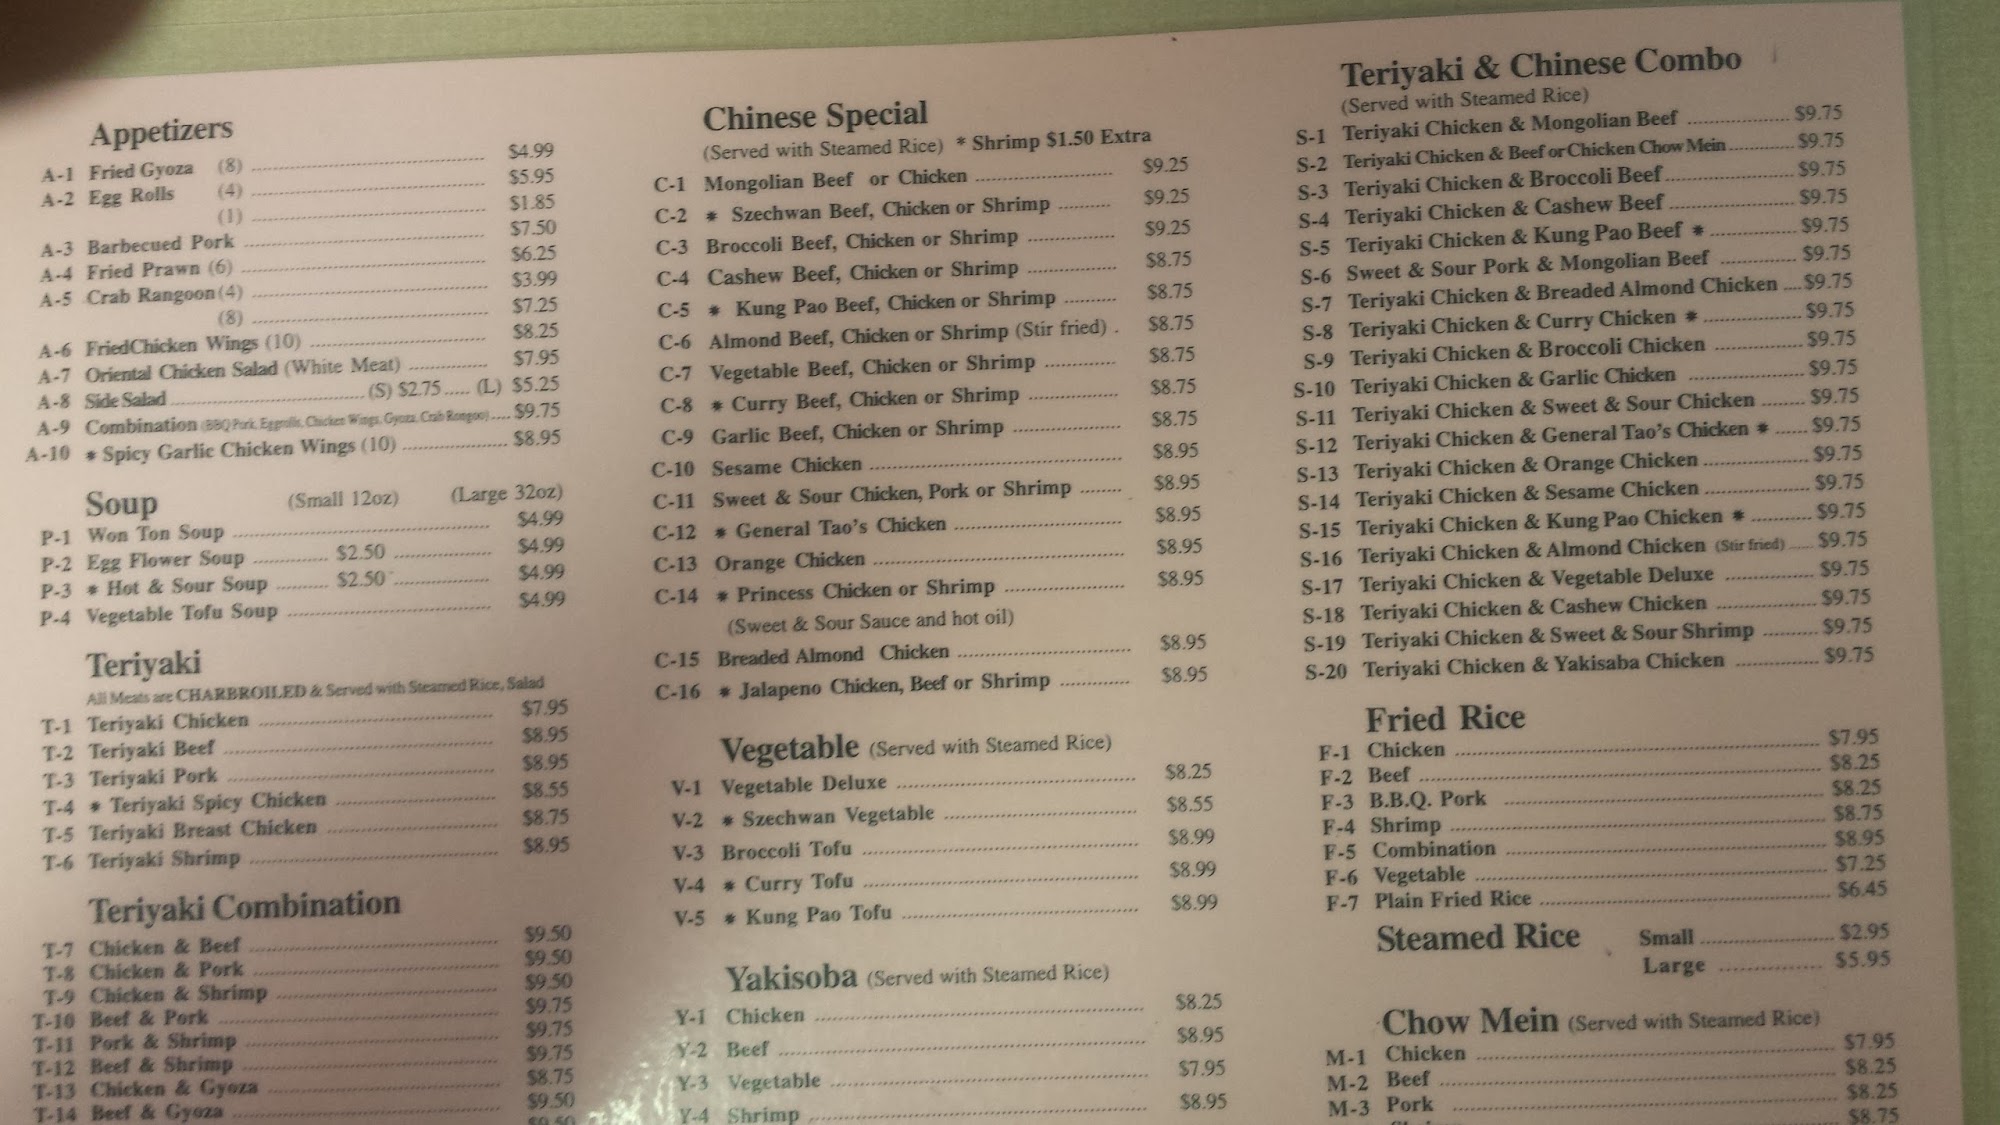 Appetizers
A-1 Fried Gyoza (8) $4.99
A-2 Egg Rolls (4) $5.95
(1) $1.85
A-3 Barbecued Pork $7.50
A-4 Fried Prawn (6) $6.25
A-5 Crab Rangoon (4) $3.99
(8) $7.25
A-6 FriedChicken Wings (10) $8.25
A-7 Oriental Chicken Salad (White Meat) $7.95
A-8 Side Salad (S) $2.75 ..... (L) $5.25
A-9 Combination (BBQ Pork, Eggrolls, Chicken Wings, Gyoza, Crab Rangoo) .... $9.75
A-10 * Spicy Garlic Chicken Wings (10) $8.95
Soup (Small 12oz) (Large 32oz)
P-1 Won Ton Soup $4.99
P-2 Egg Flower Soup $2.50 $4.99
P-3 * Hot & Sour Soup $2.50 $4.99
P-4 Vegetable Tofu Soup $4.99
Teriyaki
All Meats are CHARBROILED & Served with Steamed Rice, Salad
T-1 Teriyaki Chicken $7.95
T-2 Teriyaki Beef $8.95
T-3 Teriyaki Pork $8.95
T-4 * Teriyaki Spicy Chicken $8.55
T-5 Teriyaki Breast Chicken $8.75
T-6 Teriyaki Shrimp $8.95
Teriyaki Combination
T-7 Chicken & Beef $9.50
T-8 Chicken & Pork $9.50
T-9 Chicken & Shrimp $9.50
T-10 Beef & Pork $9.75
T-11 Pork & Shrimp $9.75
T-12 Beef & Shrimp $9.75
T-13 Chicken & Gyoza $8.75
T-14 Beef & Gyoza $9.50
Chinese Special
(Served with Steamed Rice) * Shrimp $1.50 Extra
C-1 Mongolian Beef or Chicken $9.25
C-2 * Szechwan Beef, Chicken or Shrimp $9.25
C-3 Broccoli Beef, Chicken or Shrimp $9.25
C-4 Cashew Beef, Chicken or Shrimp $8.75
C-5 * Kung Pao Beef, Chicken or Shrimp $8.75
C-6 Almond Beef, Chicken or Shrimp (Stir fried) . $8.75
C-7 Vegetable Beef, Chicken or Shrimp $8.75
C-8 * Curry Beef, Chicken or Shrimp $8.75
C-9 Garlic Beef, Chicken or Shrimp $8.75
C-10 Sesame Chicken $8.95
C-11 Sweet & Sour Chicken, Pork or Shrimp $8.95
C-12 * General Tao's Chicken $8.95
C-13 Orange Chicken $8.95
C-14 * Princess Chicken or Shrimp $8.95
(Sweet & Sour Sauce and hot oil)
C-15 Breaded Almond Chicken $8.95
C-16 * Jalapeno Chicken, Beef or Shrimp $8.95
Vegetable (Served with Steamed Rice)
V-1 Vegetable Deluxe $8.25
V-2 * Szechwan Vegetable $8.55
V-3 Broccoli Tofu $8.99
V-4 * Curry Tofu $8.99
V-5 * Kung Pao Tofu $8.99
Yakisoba (Served with Steamed Rice)
Y-1 Chicken $8.25
Y-2 Beef $8.95
Y-3 Vegetable $7.95
Y-4 Shrimp $8.95
Teriyaki & Chinese Combo
(Served with Steamed Rice)
S-1 Teriyaki Chicken & Mongolian Beef $9.75
S-2 Teriyaki Chicken & Beef or Chicken Chow Mein $9.75
S-3 Teriyaki Chicken & Broccoli Beef $9.75
S-4 Teriyaki Chicken & Cashew Beef $9.75
S-5 Teriyaki Chicken & Kung Pao Beef * $9.75
S-6 Sweet & Sour Pork & Mongolian Beef $9.75
S-7 Teriyaki Chicken & Breaded Almond Chicken .... $9.75
S-8 Teriyaki Chicken & Curry Chicken * $9.75
S-9 Teriyaki Chicken & Broccoli Chicken $9.75
S-10 Teriyaki Chicken & Garlic Chicken $9.75
S-11 Teriyaki Chicken & Sweet & Sour Chicken $9.75
S-12 Teriyaki Chicken & General Tao's Chicken * $9.75
S-13 Teriyaki Chicken & Orange Chicken $9.75
S-14 Teriyaki Chicken & Sesame Chicken $9.75
S-15 Teriyaki Chicken & Kung Pao Chicken * $9.75
S-16 Teriyaki Chicken & Almond Chicken (Stir fried) $9.75
S-17 Teriyaki Chicken & Vegetable Deluxe $9.75
S-18 Teriyaki Chicken & Cashew Chicken $9.75
S-19 Teriyaki Chicken & Sweet & Sour Shrimp $9.75
S-20 Teriyaki Chicken & Yakisaba Chicken $9.75
Fried Rice
F-1 Chicken $7.95
F-2 Beef $8.25
F-3 B.B.Q. Pork $8.25
F-4 Shrimp $8.75
F-5 Combination $8.95
F-6 Vegetable $7.25
F-7 Plain Fried Rice $6.45
Steamed Rice Small $2.95
Large $5.95
Chow Mein (Served with Steamed Rice)
M-1 Chicken $7.95
M-2 Beef $8.25
M-3 Pork $8.25
$8.75